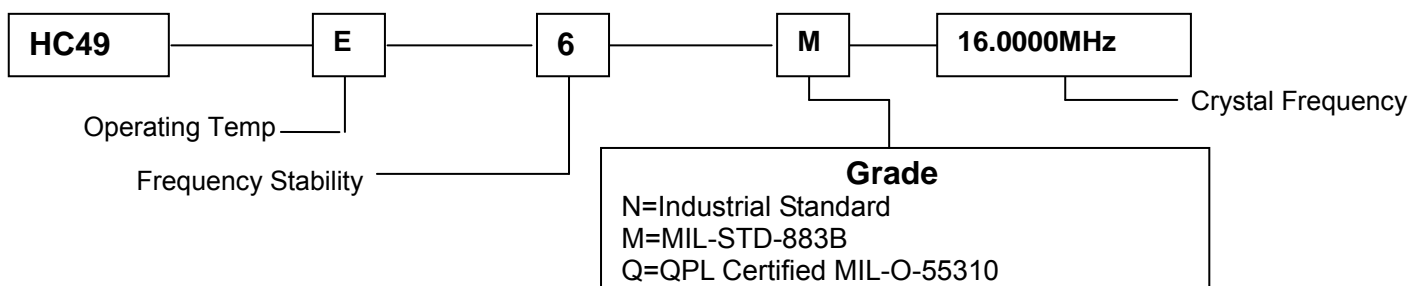 HC49 E 6 M 16.0000MHz
Crystal Frequency
Operating Temp
Frequency Stability
Grade
N=Industrial Standard
M=MIL-STD-883B
Q=QPL Certified MIL-O-55310